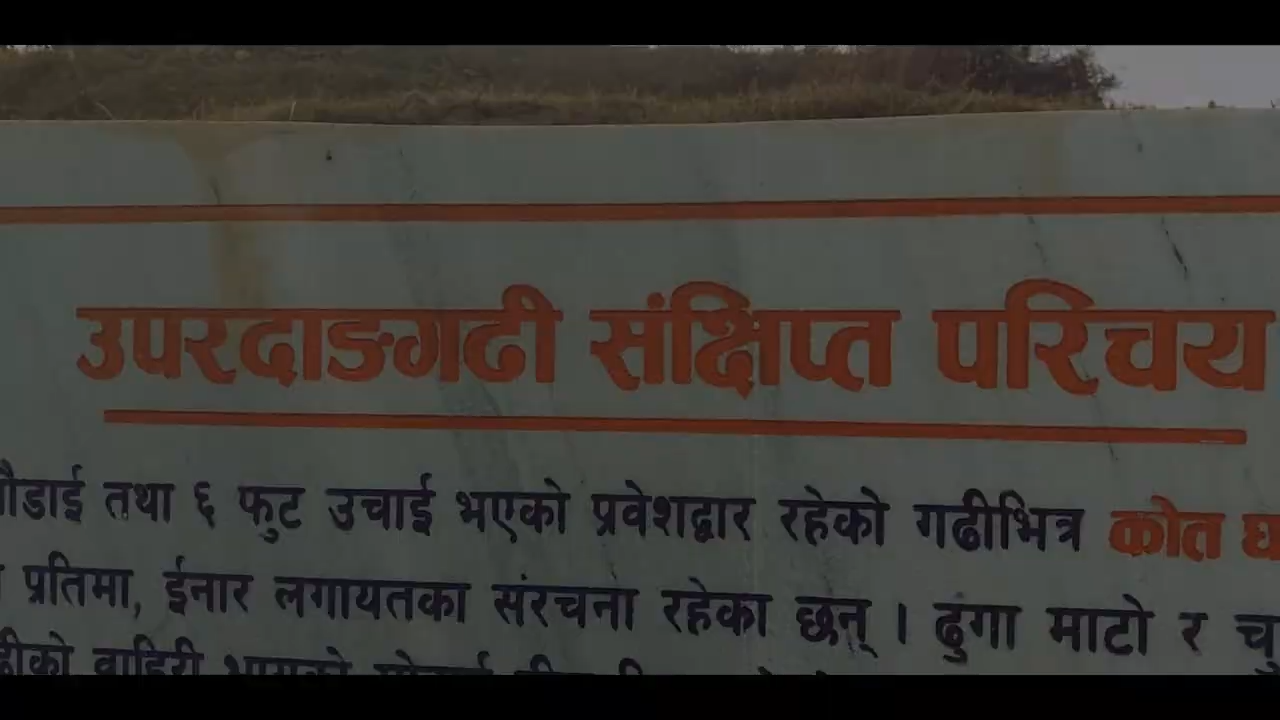 उपरदाङगढी संक्षिप्त परिचय
तथा ६ फुट उचाई भएको प्रवेशद्वार रहेको गढीभित्र कोत
प्रतिमा, ईनार लगायतका संरचना रहेका छन् । ढुगा माटो र
वाहिरी भागको